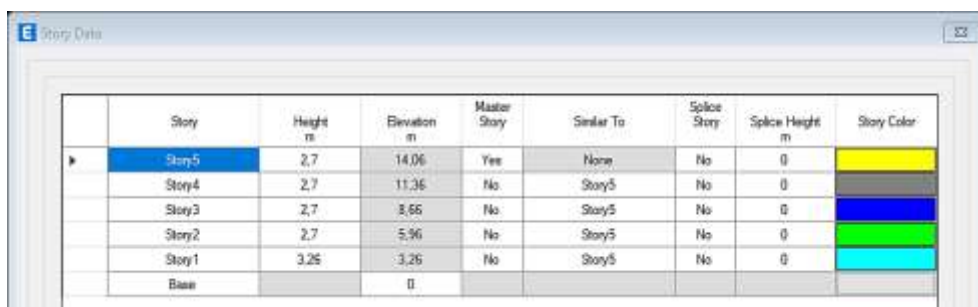 E Story Data
Story Height m Elevation m Master Story Similar To Splice Story Splice Height m Story Color
Story5 2,7 14,06 Yes None No 0
Story4 2,7 11,36 No Story5 No 0
Story3 2,7 8,66 No Story5 No 0
Story2 2,7 5,96 No Story5 No 0
Story1 3,26 3,26 No Story5 No 0
Base 0